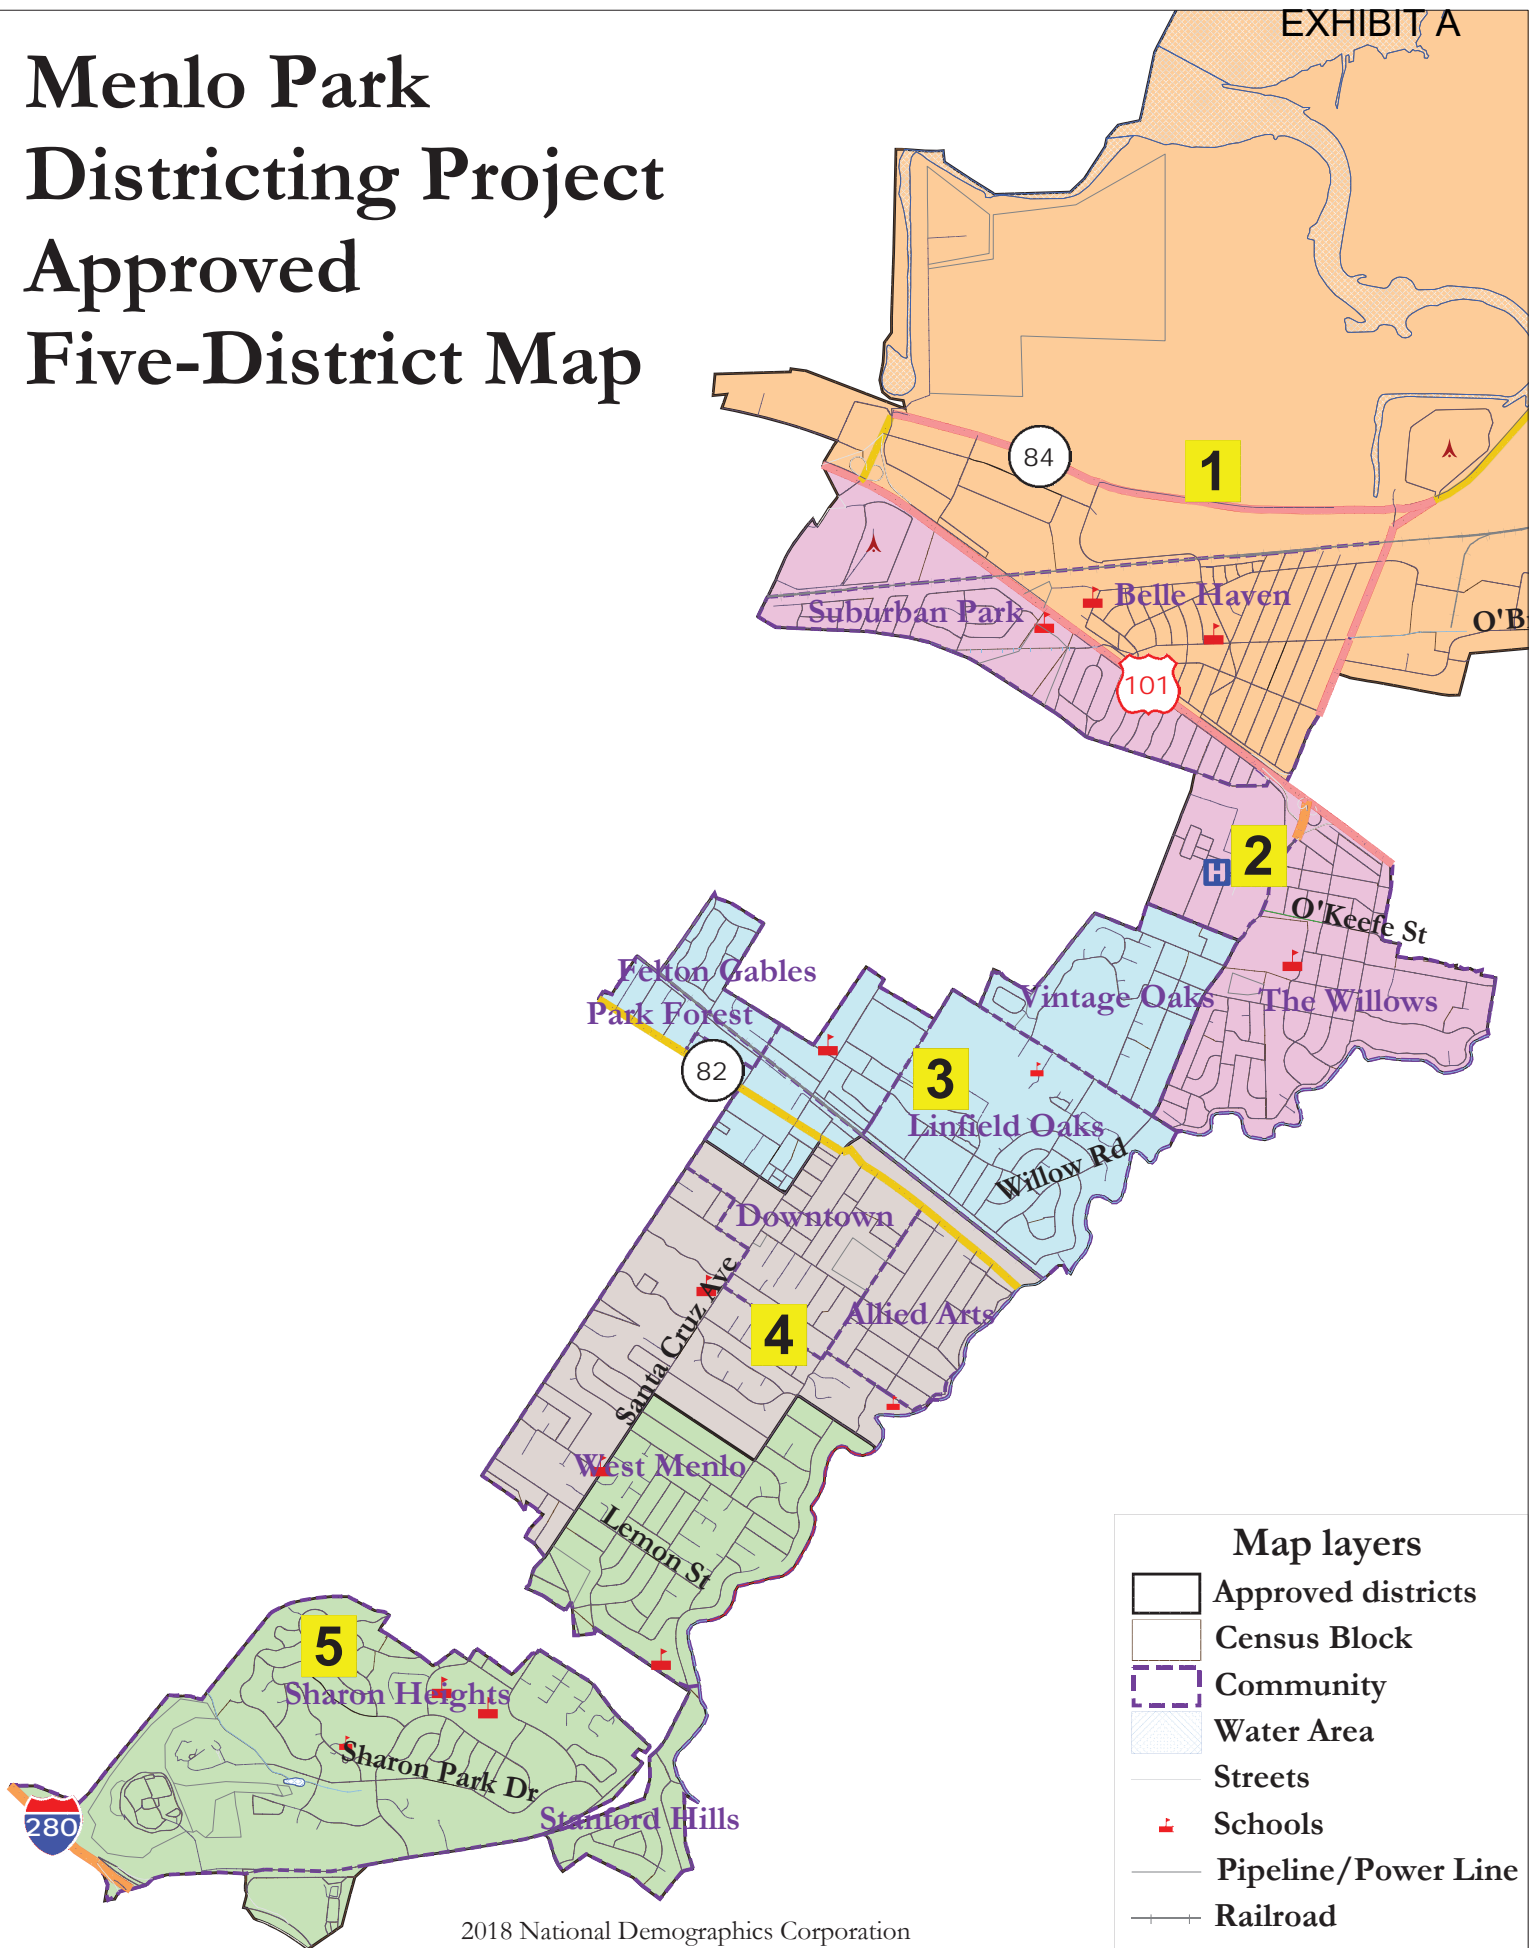 EXHIBIT A
Menlo Park
Districting Project
Approved
Five-District Map
84
1
Belle Haven
Suburban Park
O'B
101
2
O'Keefe St
Felton Gables
Park Forest
Vintage Oaks
The Willows
82
3
Linfield Oaks
Willow Rd
Downtown
Santa Cruz Ave
4
Allied Arts
West Menlo
Lemon St
5
Sharon Heights
Sharon Park Dr
Stanford Hills
280
H
Map layers
Approved districts
Census Block
Community
Water Area
Streets
Schools
Pipeline/Power Line
Railroad
2018 National Demographics Corporation